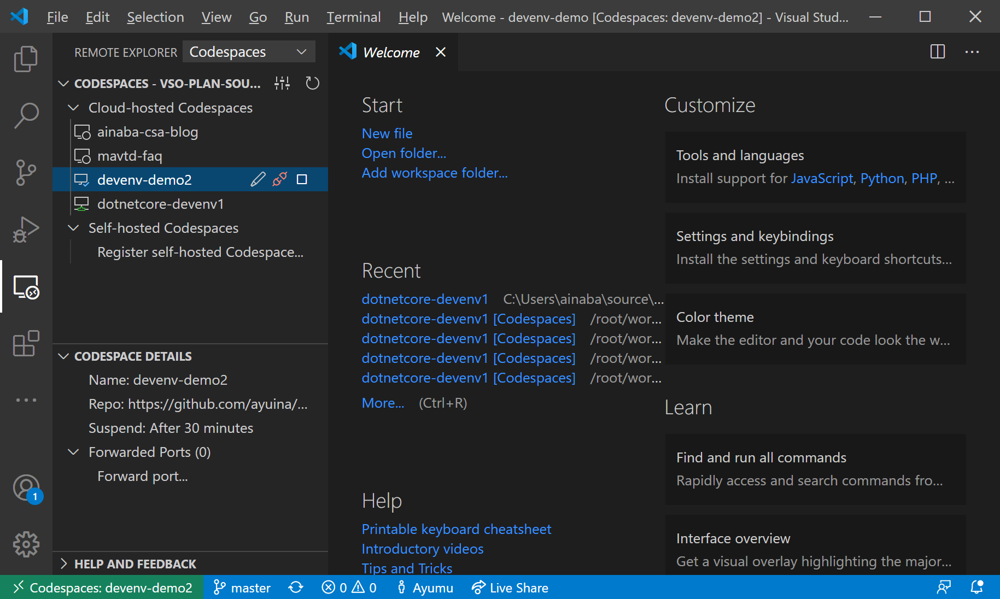 File Edit Selection View Go Run Terminal Help Welcome - devenv-demo [Codespaces: devenv-demo2] - Visual Stud...
REMOTE EXPLORER Codespaces
CODESPACES - VSO-PLAN-SOU...
Cloud-hosted Codespaces
ainaba-csa-blog
mavtd-faq
devenv-demo2
dotnetcore-devenv1
Self-hosted Codespaces
Register self-hosted Codespace...
CODESPACE DETAILS
Name: devenv-demo2
Repo: https://github.com/ayuina/...
Suspend: After 30 minutes
Forwarded Ports (0)
Forward port...
HELP AND FEEDBACK
1
Welcome
Start
New file
Open folder...
Add workspace folder...
Recent
dotnetcore-devenv1 C:\Users\ainaba\source\...
dotnetcore-devenv1 [Codespaces] /root/wor...
dotnetcore-devenv1 [Codespaces] /root/wor...
dotnetcore-devenv1 [Codespaces] /root/wor...
dotnetcore-devenv1 [Codespaces] /root/wor...
More... (Ctrl+R)
Help
Printable keyboard cheatsheet
Introductory videos
Tips and Tricks
Customize
Tools and languages
Install support for JavaScript, Python, PHP, ...
Settings and keybindings
Install the settings and keyboard shortcuts...
Color theme
Make the editor and your code look the w...
Learn
Find and run all commands
Rapidly access and search commands fro...
Interface overview
Get a visual overlay highlighting the major...
Codespaces: devenv-demo2 master 0 0 Ayumu Live Share